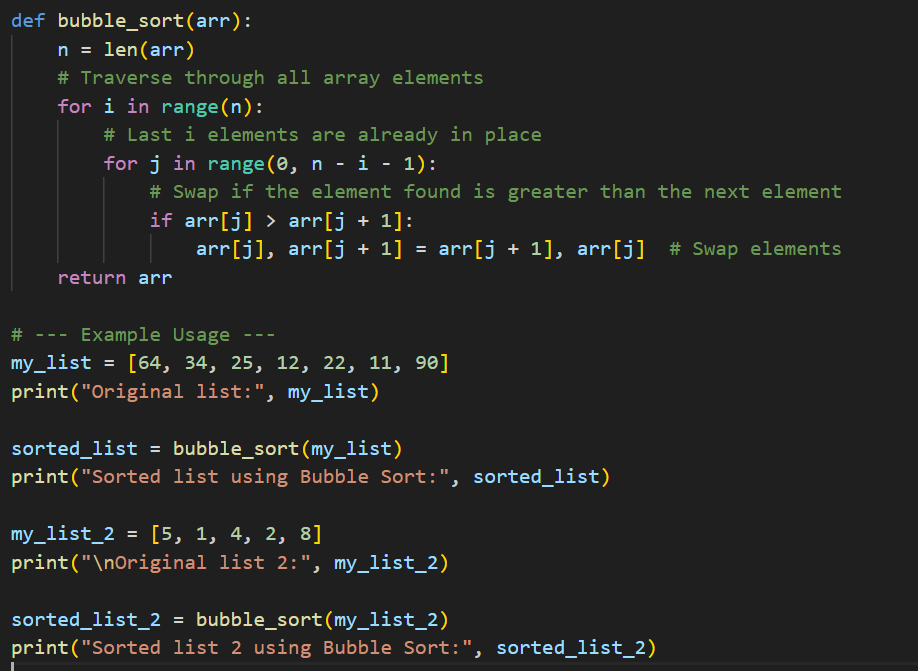 def bubble_sort(arr):
    n = len(arr)
    # Traverse through all array elements
    for i in range(n):
        # Last i elements are already in place
        for j in range(0, n - i - 1):
            # Swap if the element found is greater than the next element
            if arr[j] > arr[j + 1]:
                arr[j], arr[j + 1] = arr[j + 1], arr[j]  # Swap elements
    return arr

# --- Example Usage ---
my_list = [64, 34, 25, 12, 22, 11, 90]
print("Original list:", my_list)

sorted_list = bubble_sort(my_list)
print("Sorted list using Bubble Sort:", sorted_list)

my_list_2 = [5, 1, 4, 2, 8]
print("\nOriginal list 2:", my_list_2)

sorted_list_2 = bubble_sort(my_list_2)
print("Sorted list 2 using Bubble Sort:", sorted_list_2)